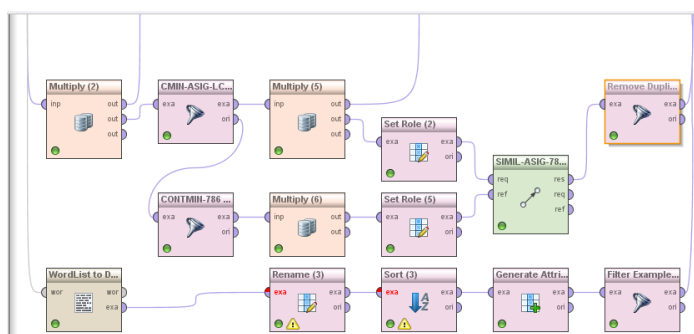 Multiply (2)
inp out
out
out
CMIN-ASIG-LC...
exa exa
ori
Multiply (5)
exa out
out
out
Set Role (2)
exa exa
ori
Remove Dupli...
exa exa
ori
SIMIL-ASIG-78...
req res
ref req
ref
CONTMIN-786 ...
exa exa
ori
Multiply (6)
inp out
out
Set Role (5)
exa exa
ori
WordList to D...
wor wor
exa
Rename (3)
exa exa
ori
Sort (3)
exa exa
ori
A
Z
Generate Attri...
exa exa
ori
Filter Example...
exa exa
ori